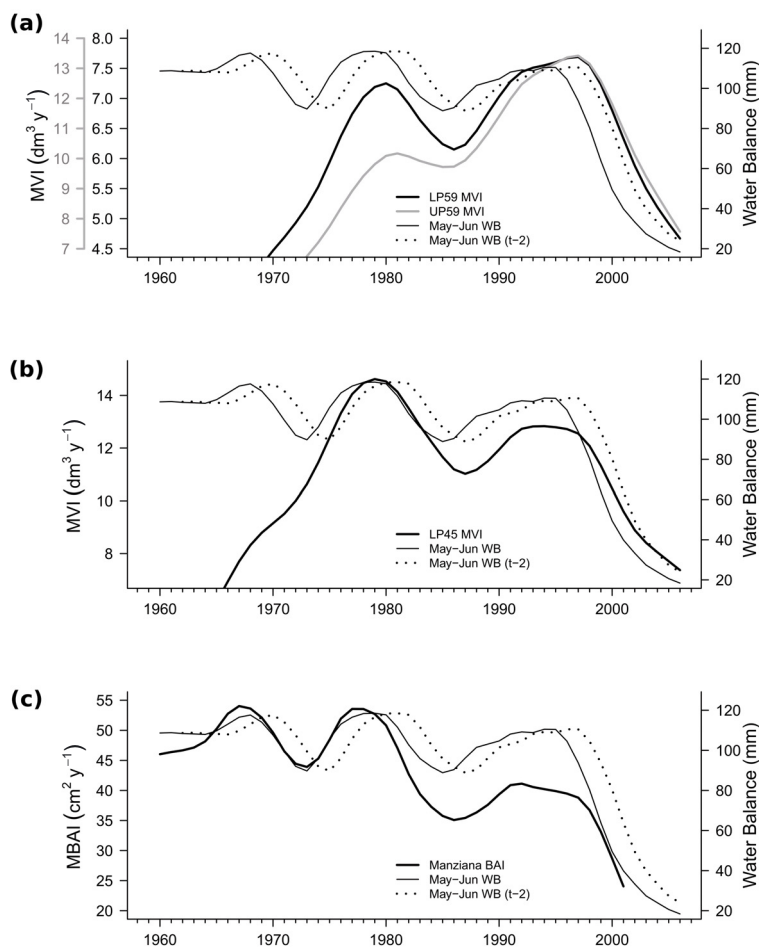 (a)
14
13
12
11
10
9
8
7
8.0
7.5
7.0
6.5
6.0
5.5
5.0
4.5
MVI (dm³ y⁻¹)
120
100
80
60
40
20
Water Balance (mm)
LP59 MVI
UP59 MVI
May−Jun WB
May−Jun WB (t−2)
1960 1970 1980 1990 2000
(b)
14
12
10
8
MVI (dm³ y⁻¹)
120
100
80
60
40
20
Water Balance (mm)
LP45 MVI
May−Jun WB
May−Jun WB (t−2)
1960 1970 1980 1990 2000
(c)
55
50
45
40
35
30
25
20
MBAI (cm² y⁻¹)
120
100
80
60
40
20
Water Balance (mm)
Manziana BAI
May−Jun WB
May−Jun WB (t−2)
1960 1970 1980 1990 2000